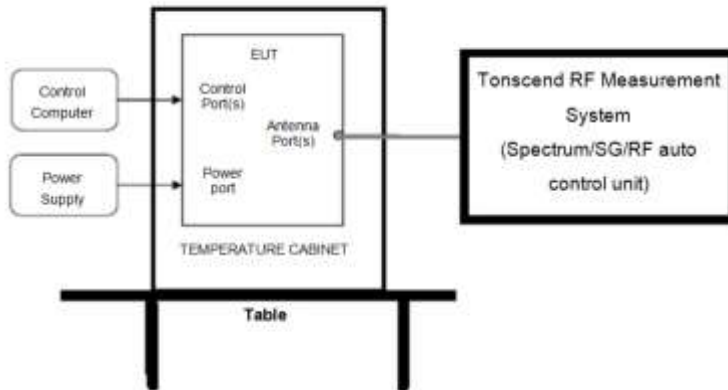 EUT
Control
Computer
Control
Port(s)
Antenna
Port(s)
Power
Supply
Power
port
TEMPERATURE CABINET
Table
Tonscend RF Measurement
System
(Spectrum/SG/RF auto
control unit)